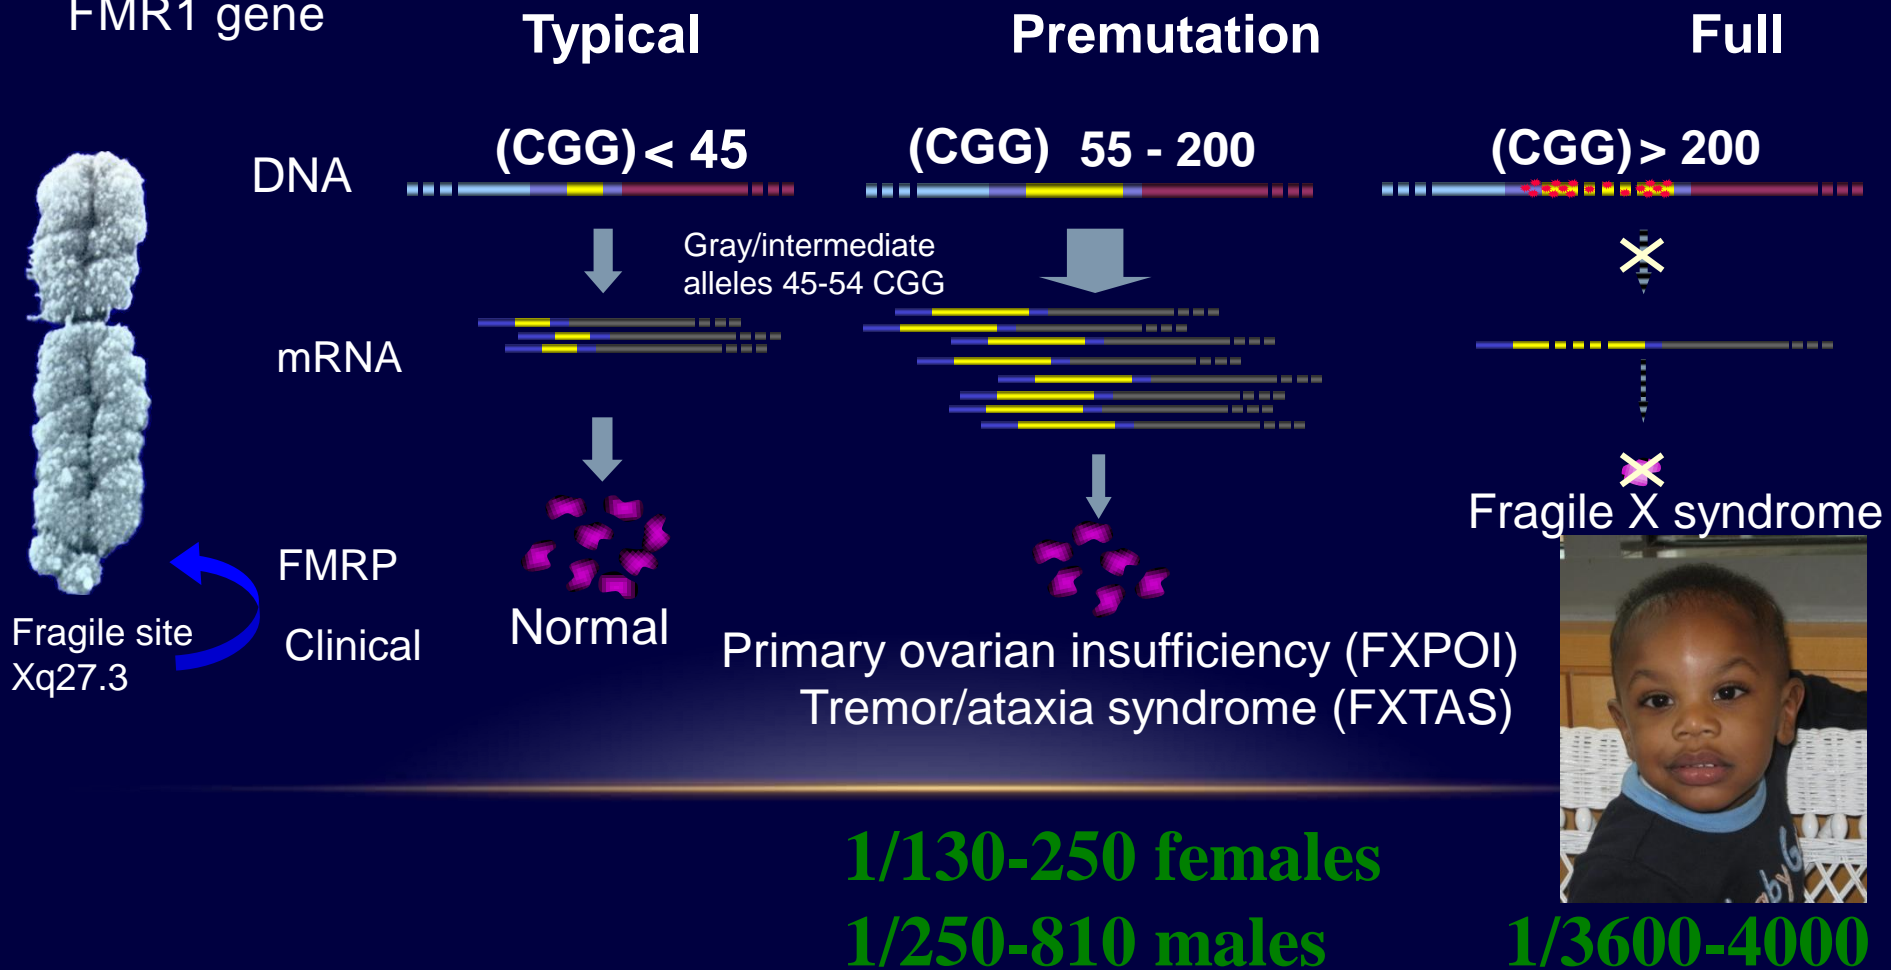 FMR1 gene
Typical
Premutation
Full
DNA
(CGG) < 45
(CGG) 55 - 200
(CGG) > 200
Gray/intermediate
alleles 45-54 CGG
mRNA
FMRP
Clinical
Fragile site
Xq27.3
Normal
Primary ovarian insufficiency (FXPOI)
Tremor/ataxia syndrome (FXTAS)
Fragile X syndrome
1/130-250 females
1/250-810 males
1/3600-4000